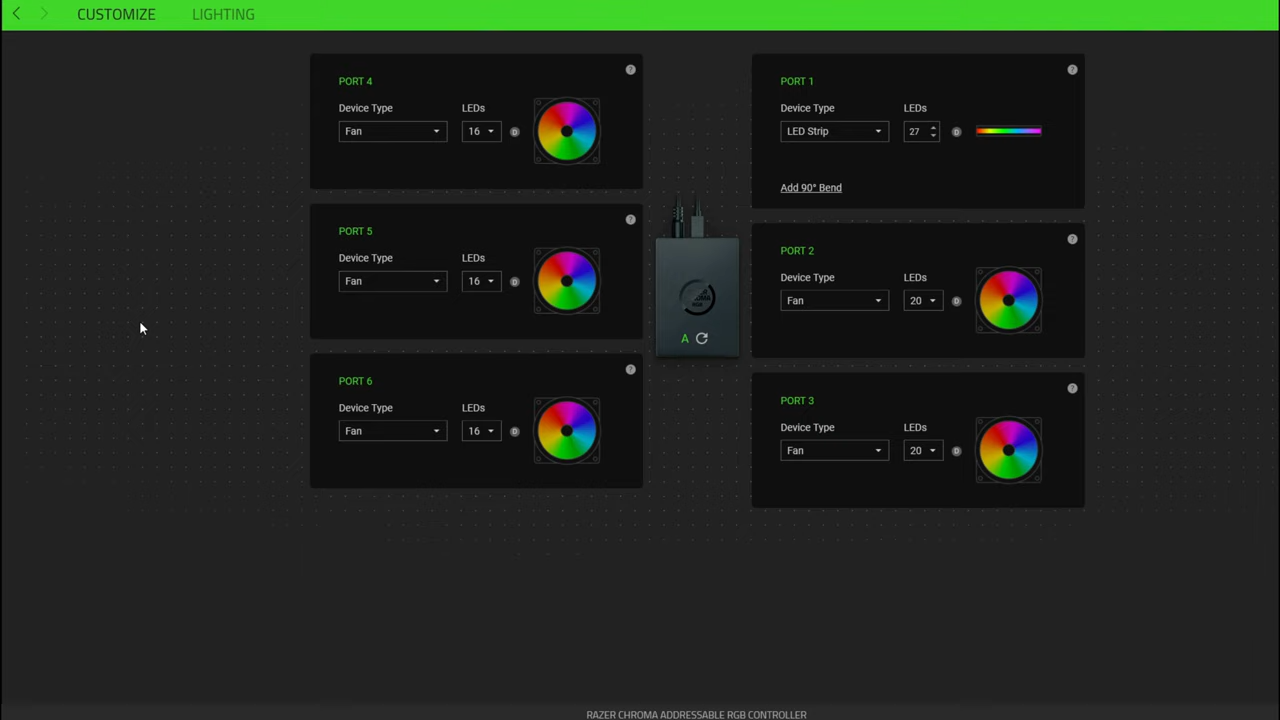 CUSTOMIZE LIGHTING
PORT 4
Device Type LEDs
Fan 16 D
?
PORT 5
Device Type LEDs
Fan 16 D
?
PORT 6
Device Type LEDs
Fan 16 D
?
A
PORT 1
Device Type LEDs
LED Strip 27 D
Add 90° Bend
?
PORT 2
Device Type LEDs
Fan 20 D
?
PORT 3
Device Type LEDs
Fan 20 D
?
RAZER CHROMA ADDRESSABLE RGB CONTROLLER